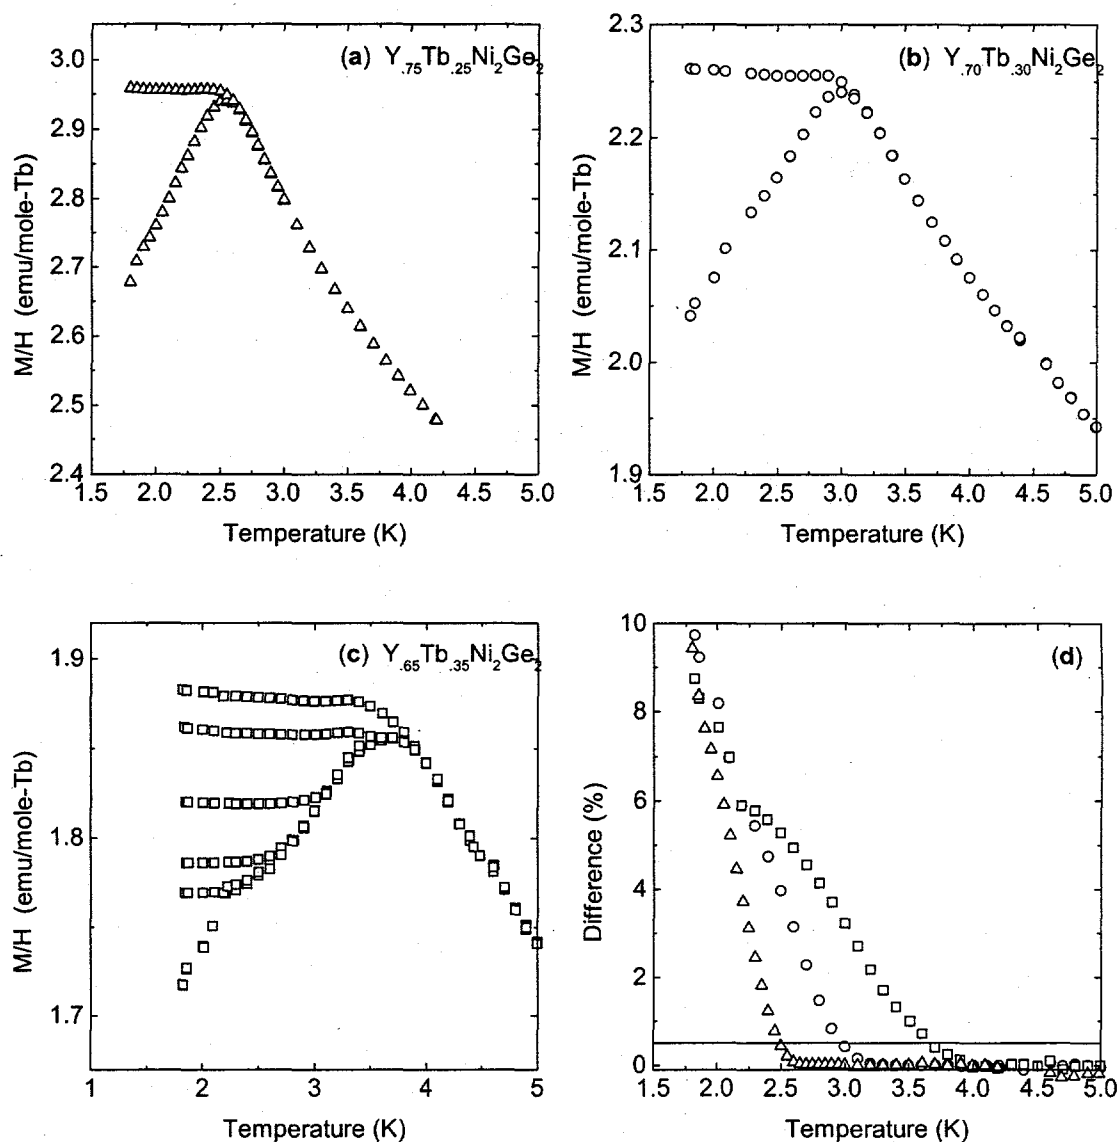 (a) Y.75Tb.25Ni2Ge2
3.0
2.9
2.8
2.7
2.6
2.5
2.4
M/H (emu/mole-Tb)
1.5 2.0 2.5 3.0 3.5 4.0 4.5 5.0
Temperature (K)
(b) Y.70Tb.30Ni2Ge2
2.3
2.2
2.1
2.0
1.9
M/H (emu/mole-Tb)
1.5 2.0 2.5 3.0 3.5 4.0 4.5 5.0
Temperature (K)
(c) Y.65Tb.35Ni2Ge2
1.9
1.8
1.7
M/H (emu/mole-Tb)
1 2 3 4 5
Temperature (K)
(d)
10
8
6
4
2
0
Difference (%)
1.5 2.0 2.5 3.0 3.5 4.0 4.5 5.0
Temperature (K)